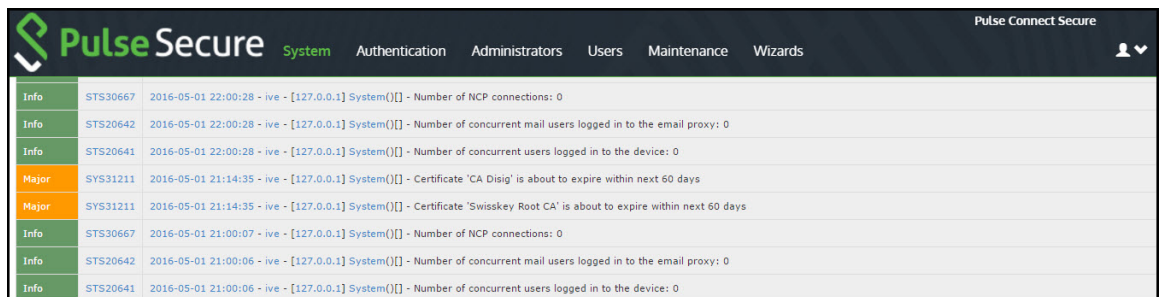 Pulse Connect Secure
Pulse Secure System Authentication Administrators Users Maintenance Wizards
Info STS30667 2016-05-01 22:00:28 - ive - [127.0.0.1] System()[] - Number of NCP connections: 0
Info STS20642 2016-05-01 22:00:28 - ive - [127.0.0.1] System()[] - Number of concurrent mail users logged in to the email proxy: 0
Info STS20641 2016-05-01 22:00:28 - ive - [127.0.0.1] System()[] - Number of concurrent users logged in to the device: 0
Major SYS31211 2016-05-01 21:14:35 - ive - [127.0.0.1] System()[] - Certificate 'CA Disig' is about to expire within next 60 days
Major SYS31211 2016-05-01 21:14:35 - ive - [127.0.0.1] System()[] - Certificate 'Swisskey Root CA' is about to expire within next 60 days
Info STS30667 2016-05-01 21:00:07 - ive - [127.0.0.1] System()[] - Number of NCP connections: 0
Info STS20642 2016-05-01 21:00:06 - ive - [127.0.0.1] System()[] - Number of concurrent mail users logged in to the email proxy: 0
Info STS20641 2016-05-01 21:00:06 - ive - [127.0.0.1] System()[] - Number of concurrent users logged in to the device: 0